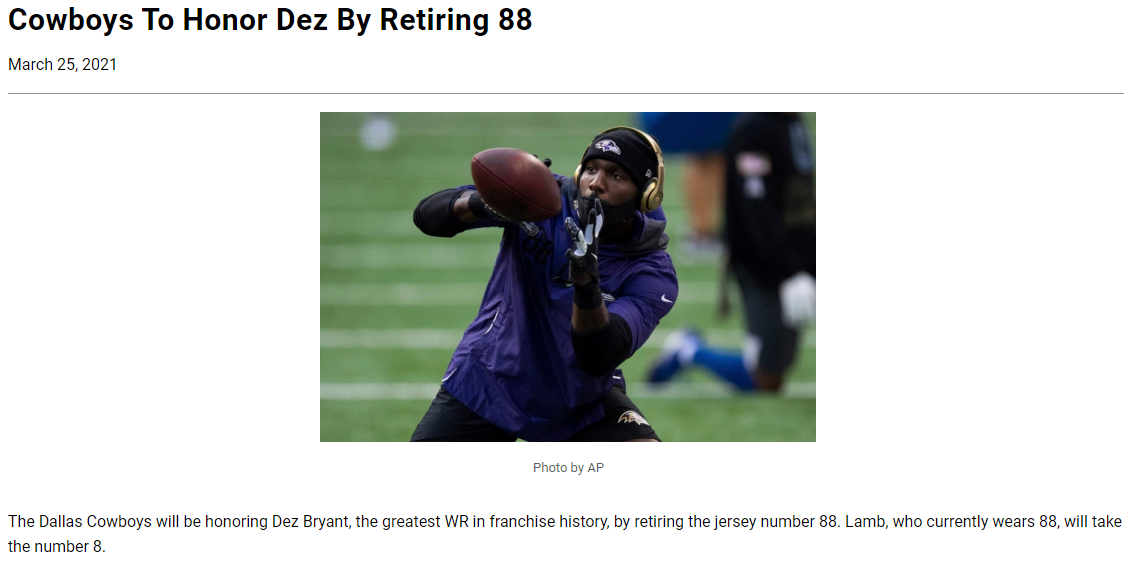 Cowboys To Honor Dez By Retiring 88
March 25, 2021
Photo by AP
The Dallas Cowboys will be honoring Dez Bryant, the greatest WR in franchise history, by retiring the jersey number 88. Lamb, who currently wears 88, will take
the number 8.